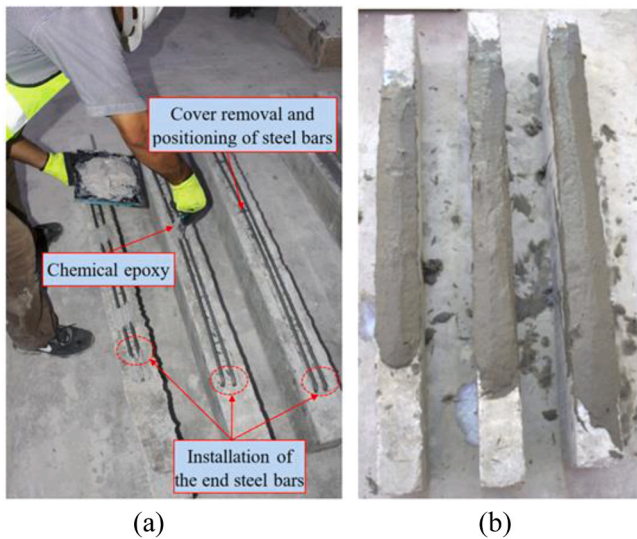 Cover removal and
positioning of steel bars
Chemical epoxy
Installation of
the end steel bars
(a)
(b)